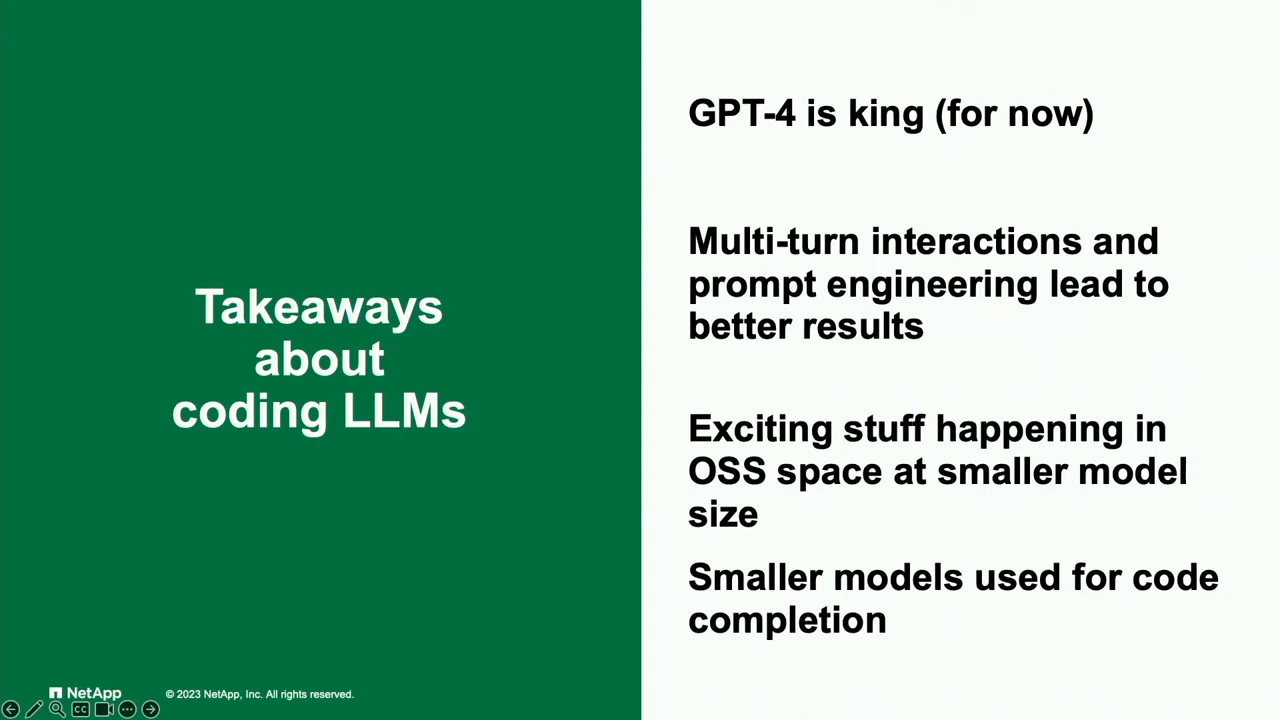 Takeaways
about
coding LLMs
GPT-4 is king (for now)
Multi-turn interactions and
prompt engineering lead to
better results
Exciting stuff happening in
OSS space at smaller model
size
Smaller models used for code
completion
NetApp
© 2023 NetApp, Inc. All rights reserved.
CC